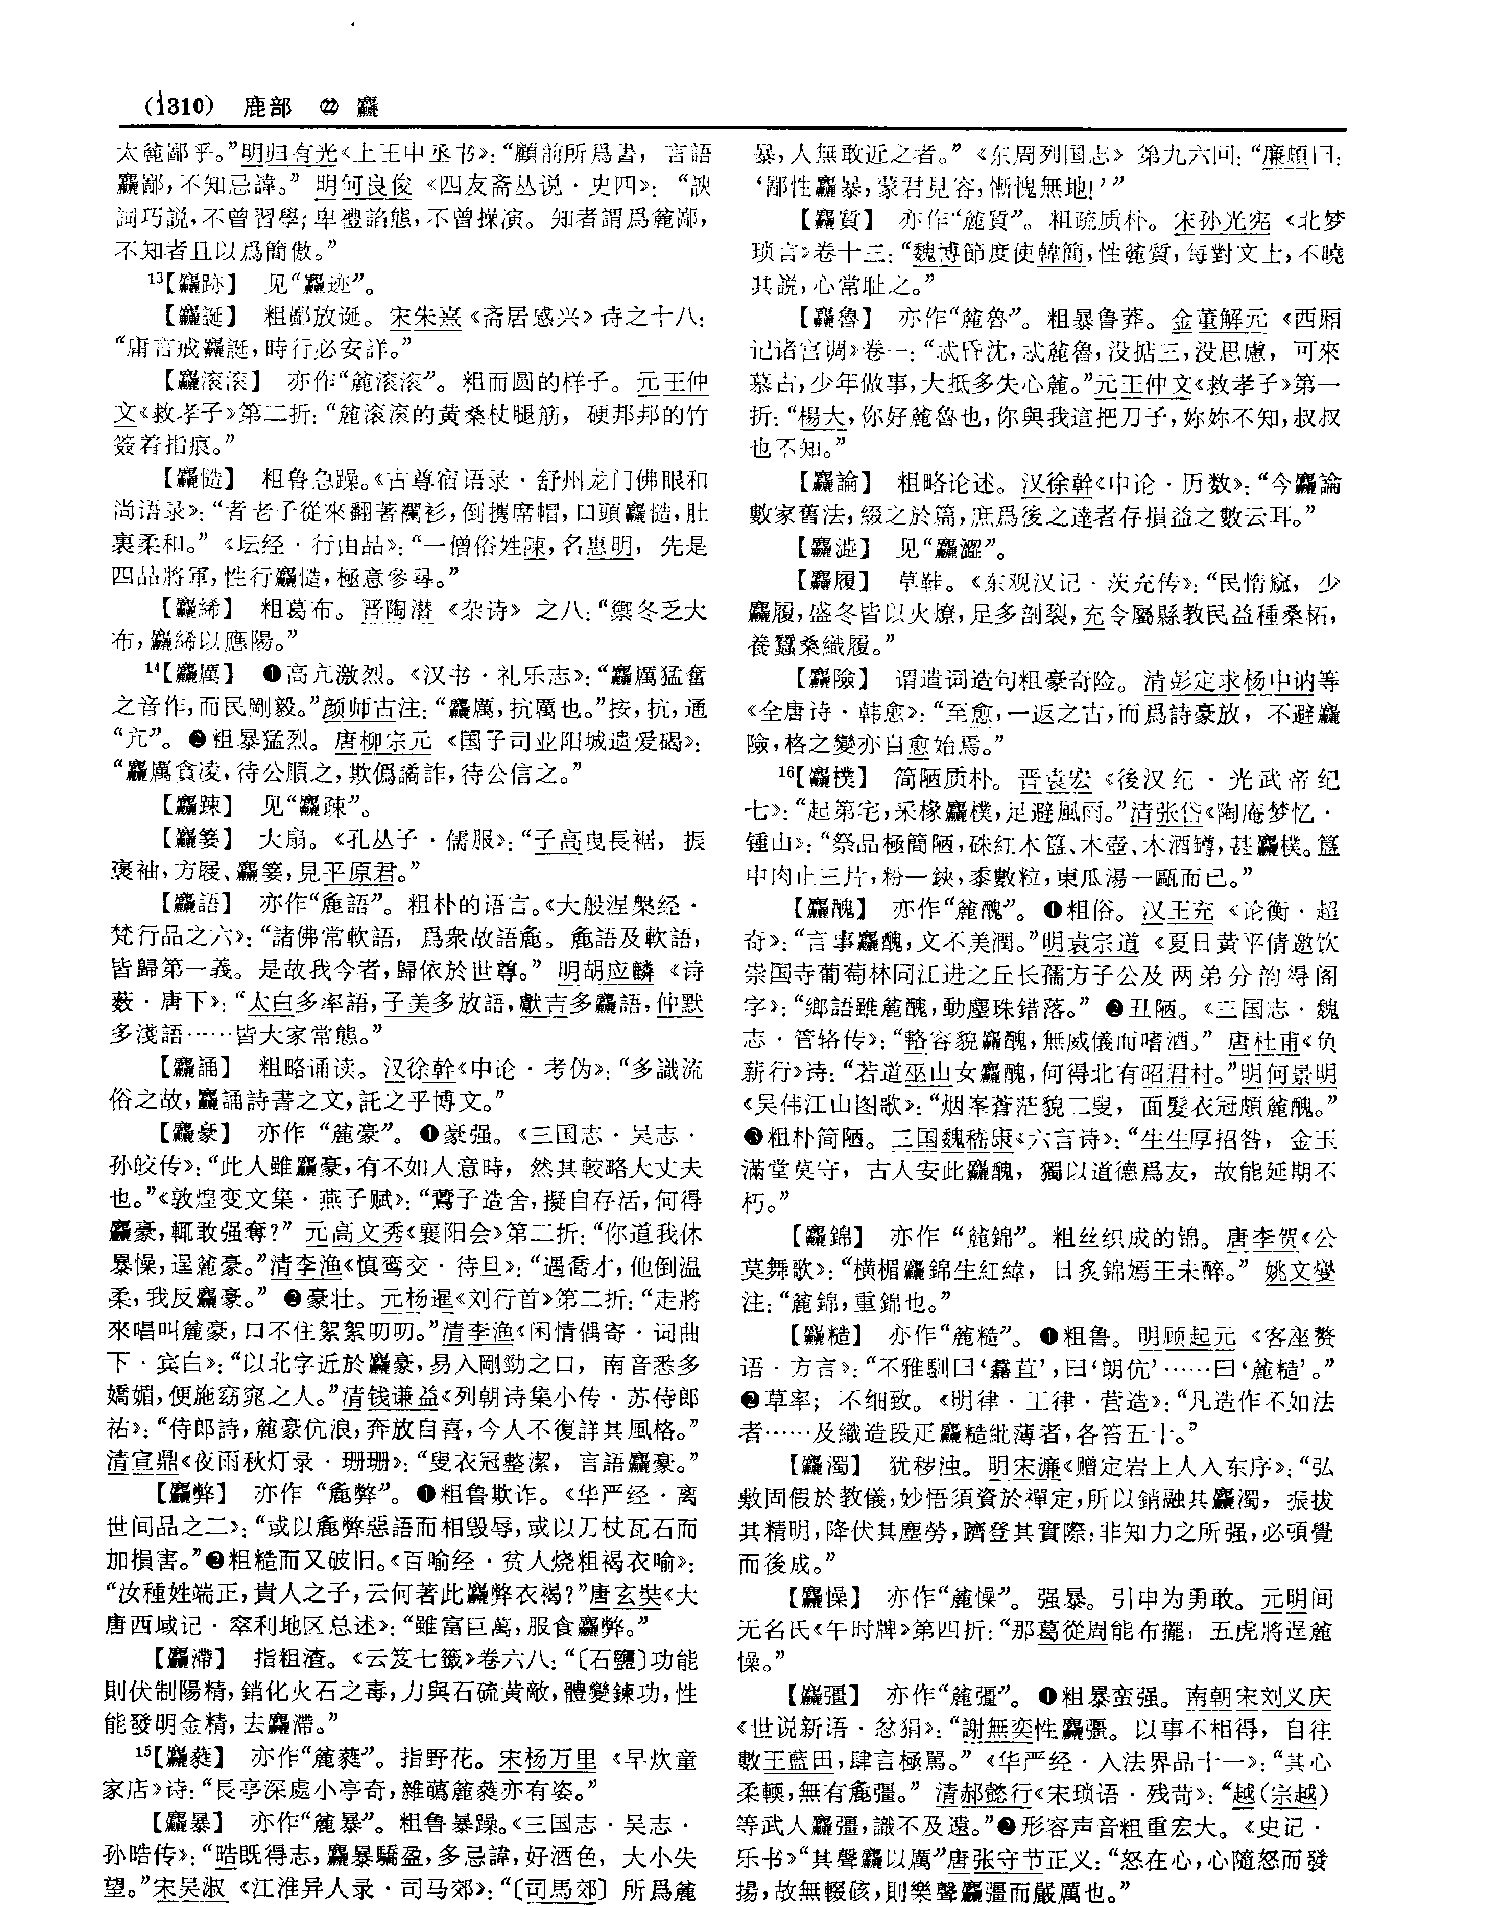 (1310) 鹿部 ㉒ 麤
太麄鄙乎。”明归有光《上王中丞书》：“顧前所爲書，言語
麤鄙，不知忌諱。” 明何良俊《四友斋丛说·史四》：“諛
詞巧説，不曾習學；卑禮諂態，不曾操演。知者謂爲麄鄙，
不知者且以爲簡傲。”
13【麤跡】 见“麤迹”。
【麤誕】 粗鄙放诞。宋朱熹《斋居感兴》诗之十八：
“庸言戒麤誕，時行必安詳。”
【麤滚滚】 亦作“麄滚滚”。粗而圆的样子。元王仲
文《救孝子》第二折：“麄滚滚的黄桑杖腿筋，硬邦邦的竹
簽着指痕。”
【麤慥】 粗鲁急躁。《古尊宿语录·舒州龙门佛眼和
尚语录》：“者老子從來翻著襴衫，倒攜席帽，口頭麤慥，肚
裏柔和。”《坛经·行由品》：“一僧俗姓陳，名惠明，先是
四品將軍，性行麤慥，極意參尋。”
【麤絺】 粗葛布。晋陶潜《杂诗》之八：“禦冬乏大
布，麤絺以應陽。”
14【麤厲】 ❶高亢激烈。《汉书·礼乐志》：“麤厲猛奮
之音作，而民剛毅。”颜师古注：“麤厲，抗厲也。”按，抗，通
“亢”。❷粗暴猛烈。唐柳宗元《国子司业阳城遗爱碣》：
“麤厲貪凌，待公順之，欺僞譎詐，待公信之。”
【麤踈】 见“麤疎”。
【麤箑】 大扇。《孔丛子·儒服》：“子高曳長裾，振
褒袖，方屐、麤箑，見平原君。”
【麤語】 亦作“麁語”。粗朴的语言。《大般涅槃经·
梵行品之六》：“諸佛常軟語，爲衆故語麁。麁語及軟語，
皆歸第一義。是故我今者，歸依於世尊。” 明胡应麟《诗
薮·唐下》：“太白多率語，子美多放語，獻吉多麤語，仲默
多淺語……皆大家常態。”
【麤誦】 粗略诵读。汉徐幹《中论·考伪》：“多識流
俗之故，麤誦詩書之文，託之乎博文。”
【麤豪】 亦作“麄豪”。❶豪强。《三国志·吴志·
孙皎传》：“此人雖麤豪，有不如人意時，然其較略大丈夫
也。”《敦煌变文集·燕子赋》：“鷰子造舍，擬自存活，何得
麤豪，輒敢强奪？” 元高文秀《襄阳会》第二折：“你道我休
暴懆，逞麄豪。”清李渔《慎鸾交·待旦》：“遇喬才，他倒温
柔，我反麤豪。” ❷豪壮。元杨暹《刘行首》第二折：“走將
來唱叫麄豪，口不住絮絮叨叨。”清李渔《闲情偶寄·词曲
下·宾白》：“以北字近於麤豪，易入剛勁之口，南音悉多
嬌媚，便施窈窕之人。”清钱谦益《列朝诗集小传·苏侍郎
祐》：“侍郎詩，麄豪伉浪，奔放自喜，今人不復詳其風格。”
清宣鼎《夜雨秋灯录·珊珊》：“叟衣冠整潔，言語麤豪。”
【麤弊】 亦作“麁弊”。❶粗鲁欺诈。《华严经·离
世间品之二》：“或以麁弊惡語而相毁辱，或以刀杖瓦石而
加損害。”❷粗糙而又破旧。《百喻经·贫人烧粗褐衣喻》：
“汝種姓端正，貴人之子，云何著此麤弊衣褐？”唐玄奘《大
唐西域记·窣利地区总述》：“雖富巨萬，服食麤弊。”
【麤滯】 指粗渣。《云笈七籤》卷六八：“〔石鹽〕功能
則伏制陽精，銷化火石之毒，力與石硫黄敵，體變鍊功，性
能發明金精，去麤滯。”
15【麤蕤】 亦作“麄蕤”。指野花。宋杨万里《早炊童
家店》诗：“長亭深處小亭奇，雜蘤麄蕤亦有姿。”
【麤暴】 亦作“麄暴”。粗鲁暴躁。《三国志·吴志·
孙晧传》：“晧既得志，麤暴驕盈，多忌諱，好酒色，大小失
望。”宋吴淑《江淮异人录·司马郊》：“〔司馬郊〕所爲麄
暴，人無敢近之者。”《东周列国志》第九六回：“廉頗曰：
‘鄙性麤暴，蒙君見容，慚愧無地！’”
【麤質】 亦作“麄質”。粗疏质朴。宋孙光宪《北梦
琐言》卷十三：“魏博節度使韓簡，性麄質，每對文士，不曉
其説，心常耻之。”
【麤魯】 亦作“麄魯”。粗暴鲁莽。金董解元《西厢
记诸宫调》卷一：“忒昏沈，忒麄魯，没掂三，没思慮，可來
慕古，少年做事，大抵多失心麄。”元王仲文《救孝子》第一
折：“楊大，你好麄魯也，你與我這把刀子，妳妳不知，叔叔
也不知。”
【麤論】 粗略论述。汉徐幹《中论·历数》：“今麤論
數家舊法，綴之於篇，庶爲後之達者存損益之數云耳。”
【麤澁】 见“麤澀”。
【麤履】 草鞋。《东观汉记·茨充传》：“民惰窳，少
麤履，盛冬皆以火燎，足多剖裂，充令屬縣教民益種桑柘，
養蠶桑織履。”
【麤險】 谓遣词造句粗豪奇险。清彭定求杨中讷等
《全唐诗·韩愈》：“至愈，一返之古，而爲詩豪放，不避麤
險，格之變亦自愈始焉。”
16【麤樸】 简陋质朴。晋袁宏《後汉纪·光武帝纪
七》：“起第宅，采椽麤樸，足避風雨。”清张岱《陶庵梦忆·
锺山》：“祭品極簡陋，硃紅木簋、木壺、木酒罇，甚麤樸。簋
中肉止三片，粉一鋏，黍數粒，東瓜湯一甌而已。”
【麤醜】 亦作“麄醜”。❶粗俗。汉王充《论衡·超
奇》：“言事麤醜，文不美潤。”明袁宗道《夏日黄平倩邀饮
崇国寺葡萄林同江进之丘长孺方子公及两弟分韵得阁
字》：“鄉語雖麄醜，動塵珠錯落。” ❷丑陋。《三国志·魏
志·管辂传》：“輅容貌麤醜，無威儀而嗜酒。” 唐杜甫《负
薪行》诗：“若道巫山女麤醜，何得北有昭君村。”明何景明
《吴伟江山图歌》：“烟峯蒼茫貌二叟，面髮衣冠頗麄醜。”
❸粗朴简陋。三国魏嵇康《六言诗》：“生生厚招咎，金玉
滿堂莫守，古人安此麤醜，獨以道德爲友，故能延期不
朽。”
【麤錦】 亦作“麄錦”。粗丝织成的锦。唐李贺《公
莫舞歌》：“横楣麤錦生紅緯，日炙錦嫣王未醉。” 姚文燮
注：“麄錦，重錦也。”
【麤糙】 亦作“麄糙”。❶粗鲁。明顾起元《客座赘
语·方言》：“不雅馴曰‘麤苴’，曰‘朗伉’……曰‘麄糙’。”
❷草率；不细致。《明律·工律·营造》：“凡造作不如法
者……及織造段疋麤糙紕薄者，各笞五十。”
【麤濁】 犹秽浊。明宋濂《赠定岩上人入东序》：“弘
敷固假於教儀，妙悟須資於禪定，所以銷融其麤濁，振拔
其精明，降伏其塵勞，躋登其實際；非知力之所强，必頓覺
而後成。”
【麤懆】 亦作“麄懆”。强暴。引申为勇敢。元明间
无名氏《午时牌》第四折：“那葛從周能布擺；五虎將逞麄
懆。”
【麤彊】 亦作“麄彊”。❶粗暴蛮强。南朝宋刘义庆
《世说新语·忿狷》：“謝無奕性麤彊。以事不相得，自往
數王藍田，肆言極罵。”《华严经·入法界品十一》：“其心
柔輭，無有麁彊。” 清郝懿行《宋琐语·残苛》：“越（宗越）
等武人麤彊，識不及遠。”❷形容声音粗重宏大。《史记·
乐书》“其聲麤以厲”唐张守节正义：“怒在心，心隨怒而發
揚，故無輟硋，則樂聲麤彊而嚴厲也。”